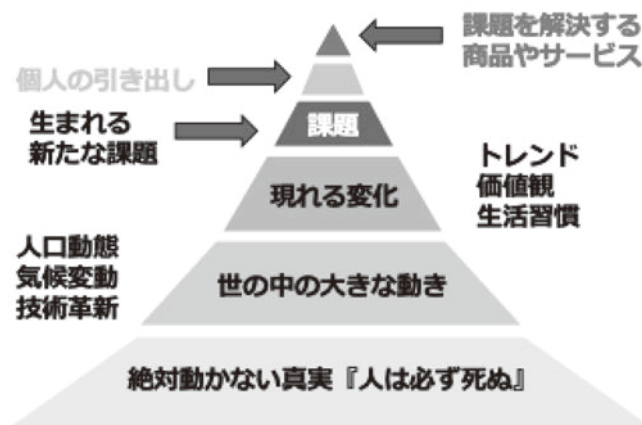 課題を解決する
商品やサービス
個人の引き出し
生まれる
新たな課題
課題
トレンド
価値観
生活習慣
現れる変化
人口動態
気候変動
技術革新
世の中の大きな動き
絶対動かない真実『人は必ず死ぬ』